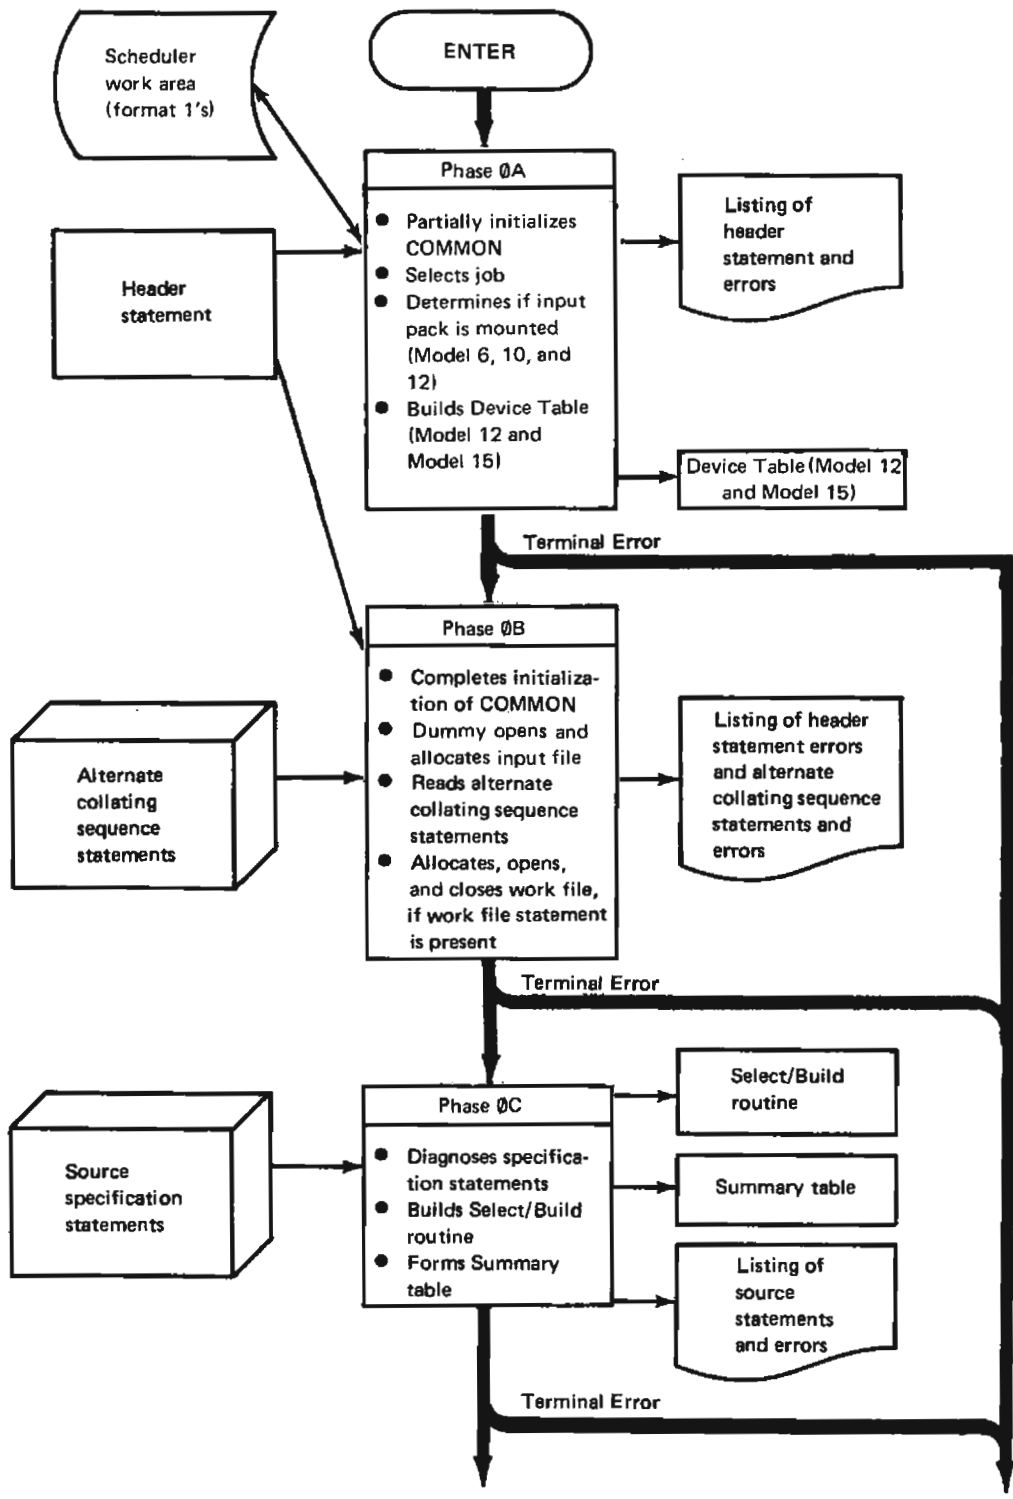 Scheduler
work area
(format 1's)
ENTER
Phase ØA
● Partially initializes
COMMON
● Selects job
● Determines if input
pack is mounted
(Model 6, 10, and
12)
● Builds Device Table
(Model 12 and
Model 15)
Header
statement
Listing of
header
statement and
errors
Device Table (Model 12
and Model 15)
Terminal Error
Phase ØB
● Completes initializa-
tion of COMMON
● Dummy opens and
allocates input file
● Reads alternate
collating sequence
statements
● Allocates, opens,
and closes work file,
if work file statement
is present
Alternate
collating
sequence
statements
Listing of header
statement errors
and alternate
collating sequence
statements and
errors
Terminal Error
Phase ØC
● Diagnoses specifica-
tion statements
● Builds Select/Build
routine
● Forms Summary
table
Source
specification
statements
Select/Build
routine
Summary table
Listing of
source
statements
and errors
Terminal Error